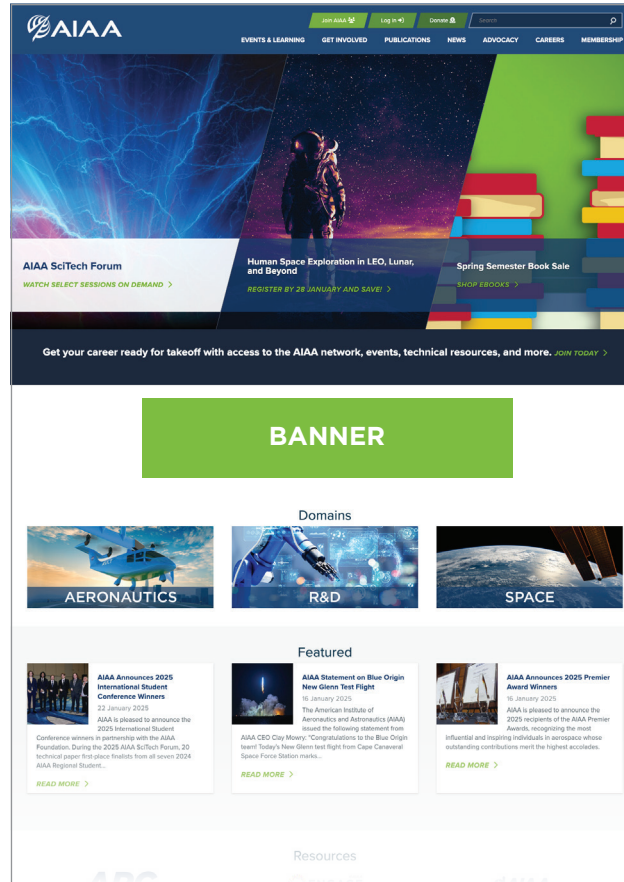 AIAA
Join AIAA
Log In
Donate
Search
EVENTS & LEARNING GET INVOLVED PUBLICATIONS NEWS ADVOCACY CAREERS MEMBERSHIP
AIAA SciTech Forum
WATCH SELECT SESSIONS ON DEMAND >
Human Space Exploration in LEO, Lunar,
and Beyond
REGISTER BY 28 JANUARY AND SAVE! >
Spring Semester Book Sale
SHOP EBOOKS >
Get your career ready for takeoff with access to the AIAA network, events, technical resources, and more. JOIN TODAY >
BANNER
Domains
AERONAUTICS
R&D
SPACE
Featured
AIAA Announces 2025
International Student
Conference Winners
22 January 2025
AIAA is pleased to announce the
2025 International Student
Conference winners in partnership with the AIAA
Foundation. During the 2025 AIAA SciTech Forum, 20
technical paper first-place finalists from all seven 2024
AIAA Regional Student...
READ MORE >
AIAA Statement on Blue Origin
New Glenn Test Flight
16 January 2025
The American Institute of
Aeronautics and Astronautics (AIAA)
issued the following statement from
AIAA CEO Clay Mowry: "Congratulations to the Blue Origin
team! Today's New Glenn test flight from Cape Canaveral
Space Force Station marks...
READ MORE >
AIAA Announces 2025 Premier
Award Winners
16 January 2025
AIAA is pleased to announce the
2025 recipients of the AIAA Premier
Awards, recognizing the most
influential and inspiring individuals in aerospace whose
outstanding contributions merit the highest accolades.
READ MORE >
Resources